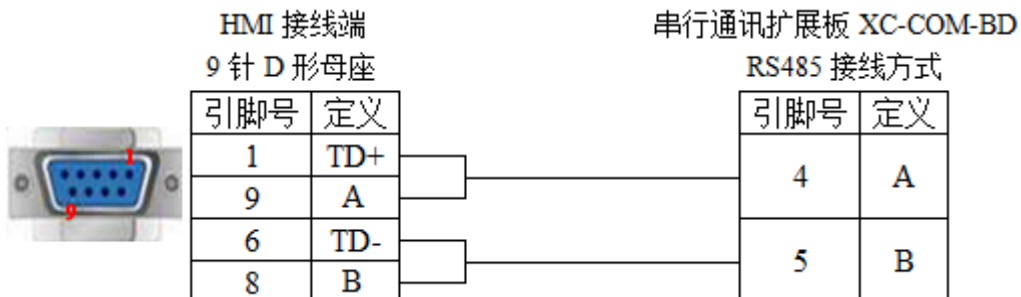 HMI 接线端
9 针 D 形母座
串行通讯扩展板 XC-COM-BD
RS485 接线方式
引脚号 定义
1 TD+
9 A
6 TD-
8 B
引脚号 定义
4 A
5 B
1
9